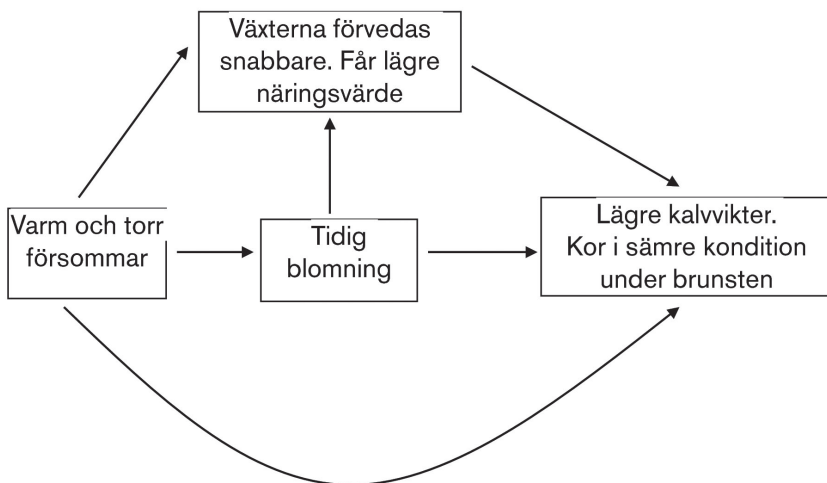 Växterna förvedas
snabbare. Får lägre
näringsvärde
Varm och torr
försommar
Tidig
blomning
Lägre kalvvikter.
Kor i sämre kondition
under brunsten